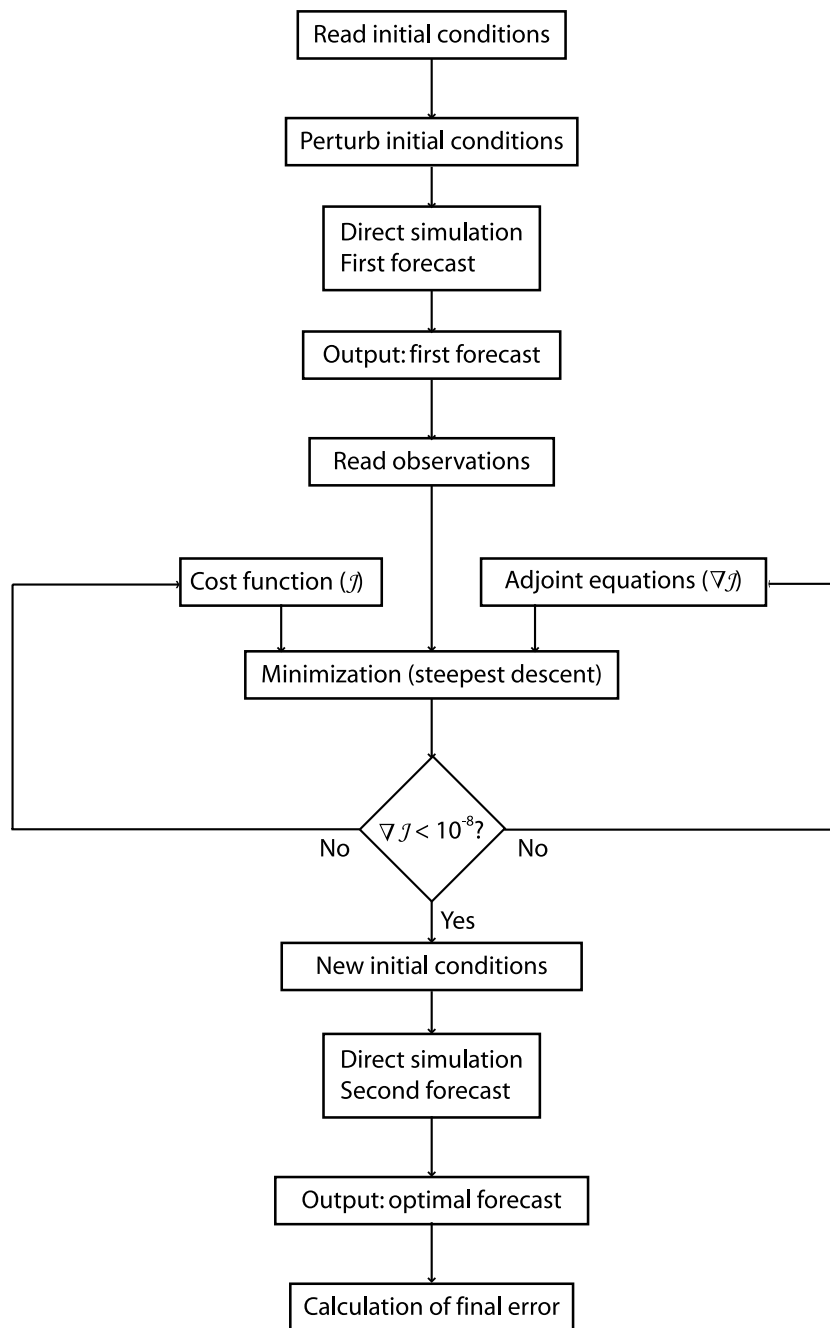 Read initial conditions
Perturb initial conditions
Direct simulation
First forecast
Output: first forecast
Read observations
Cost function (𝒥)
Adjoint equations (∇𝒥)
Minimization (steepest descent)
∇ 𝒥 < 10⁻⁸?
No
No
Yes
New initial conditions
Direct simulation
Second forecast
Output: optimal forecast
Calculation of final error